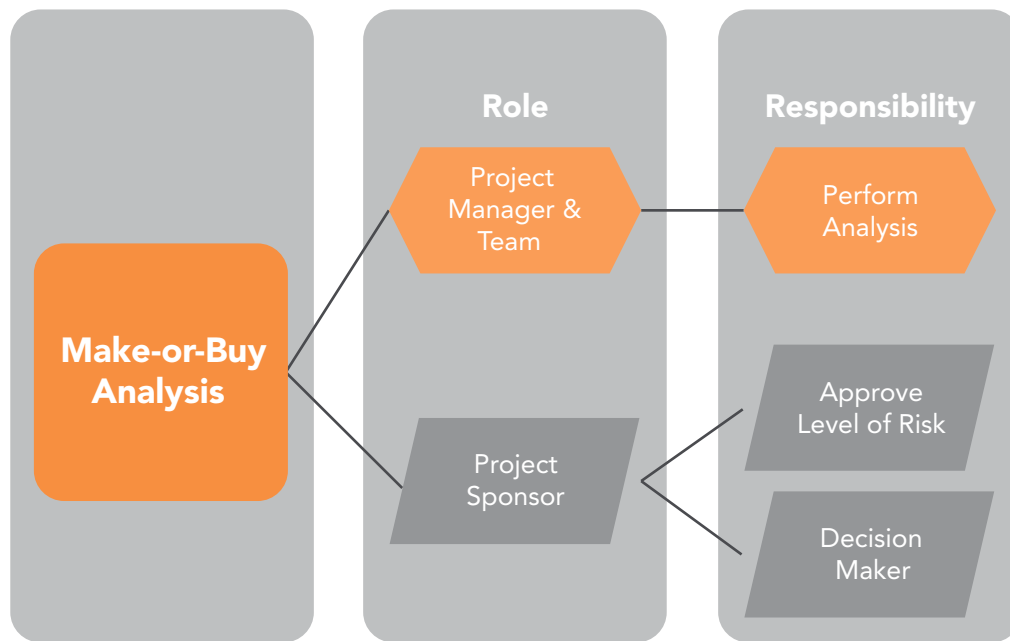 Make-or-Buy
Analysis
Role
Project
Manager &
Team
Project
Sponsor
Responsibility
Perform
Analysis
Approve
Level of Risk
Decision
Maker